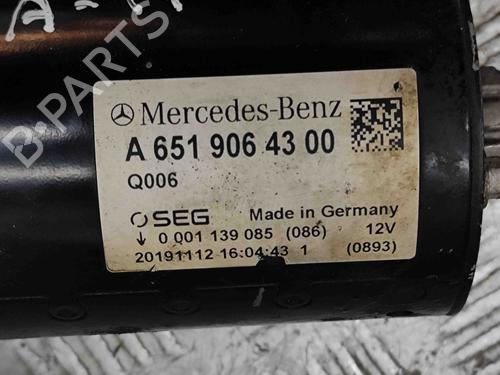 B-PARTS
Mercedes-Benz
A 651 906 43 00
Q006
SEG Made in Germany
0 001 139 085 (086) 12V
20191112 16:04:43 1 (0893)